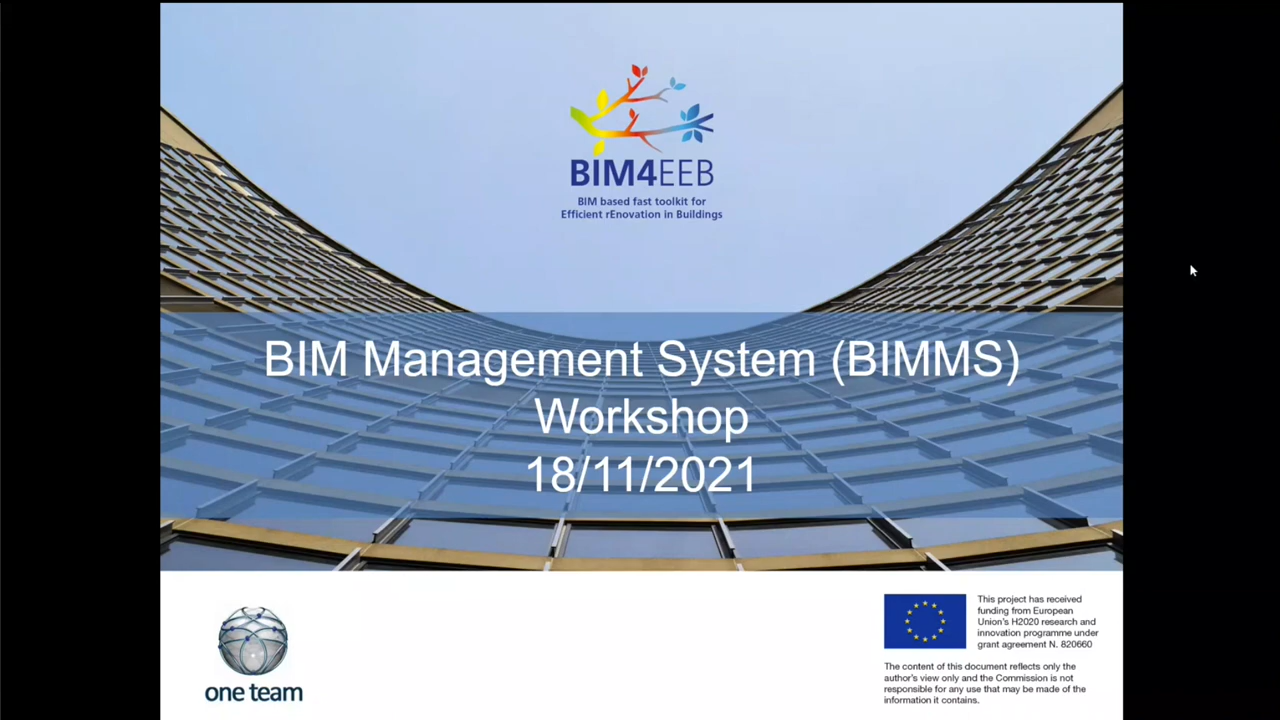 BIM4EEB
BIM based fast toolkit for
Efficient rEnovation in Buildings
BIM Management System (BIMMS)
Workshop
18/11/2021
one team
This project has received
funding from European
Union's H2020 research and
innovation programme under
grant agreement N. 820660
The content of this document reflects only the
author's view only and the Commission is not
responsible for any use that may be made of the
information it contains.